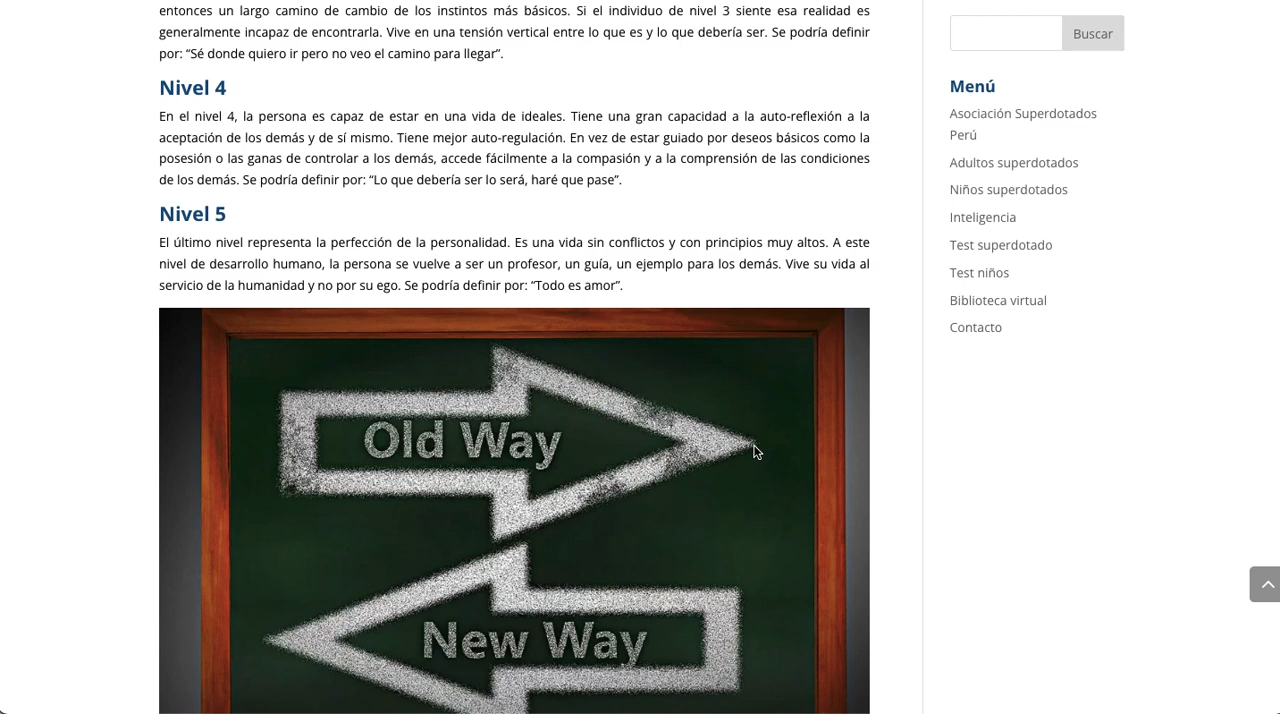 entonces un largo camino de cambio de los instintos más básicos. Si el individuo de nivel 3 siente esa realidad es
generalmente incapaz de encontrarla. Vive en una tensión vertical entre lo que es y lo que debería ser. Se podría definir
por: “Sé donde quiero ir pero no veo el camino para llegar”.
Nivel 4
En el nivel 4, la persona es capaz de estar en una vida de ideales. Tiene una gran capacidad a la auto-reflexión a la
aceptación de los demás y de sí mismo. Tiene mejor auto-regulación. En vez de estar guiado por deseos básicos como la
posesión o las ganas de controlar a los demás, accede fácilmente a la compasión y a la comprensión de las condiciones
de los demás. Se podría definir por: “Lo que debería ser lo será, haré que pase”.
Nivel 5
El último nivel representa la perfección de la personalidad. Es una vida sin conflictos y con principios muy altos. A este
nivel de desarrollo humano, la persona se vuelve a ser un profesor, un guía, un ejemplo para los demás. Vive su vida al
servicio de la humanidad y no por su ego. Se podría definir por: “Todo es amor”.
Old Way
New Way
Buscar
Menú
Asociación Superdotados
Perú
Adultos superdotados
Niños superdotados
Inteligencia
Test superdotado
Test niños
Biblioteca virtual
Contacto